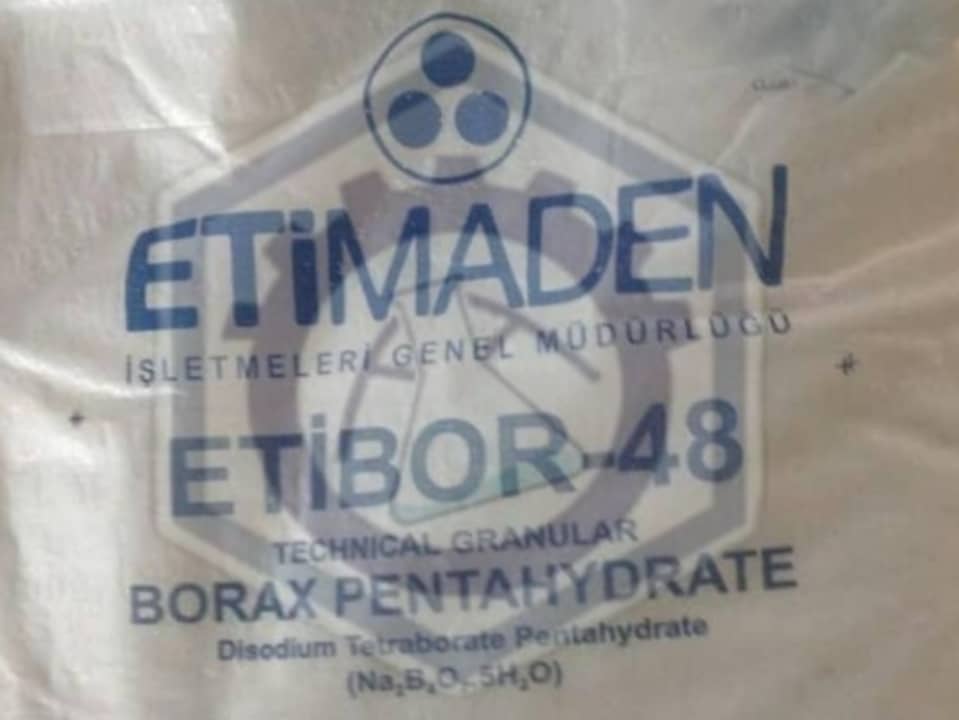 ETİMADEN
İŞLETMELERİ GENEL MÜDÜRLÜĞÜ
ETİBOR-48
TECHNICAL GRANULAR
BORAX PENTAHYDRATE
Disodium Tetraborate Pentahydrate
(Na₂B₄O₇.5H₂O)